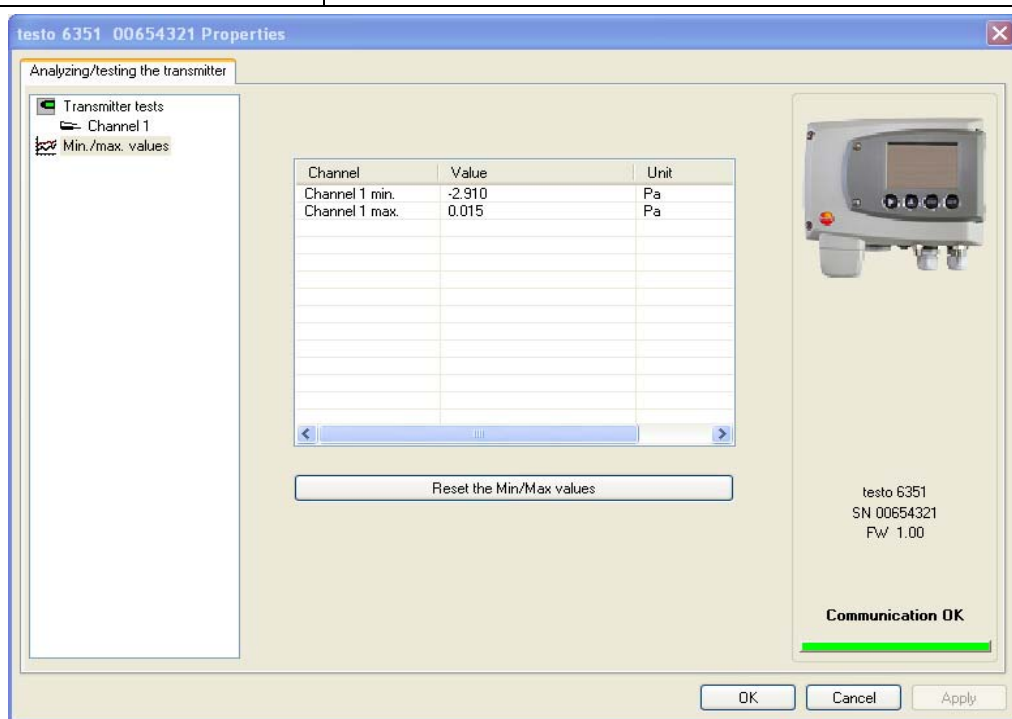 testo 6351 00654321 Properties
Analyzing/testing the transmitter
Transmitter tests
Channel 1
Min./max. values
Channel Value Unit
Channel 1 min. -2.910 Pa
Channel 1 max. 0.015 Pa
Reset the Min/Max values
testo 6351
SN 00654321
FW 1.00
Communication OK
OK Cancel Apply